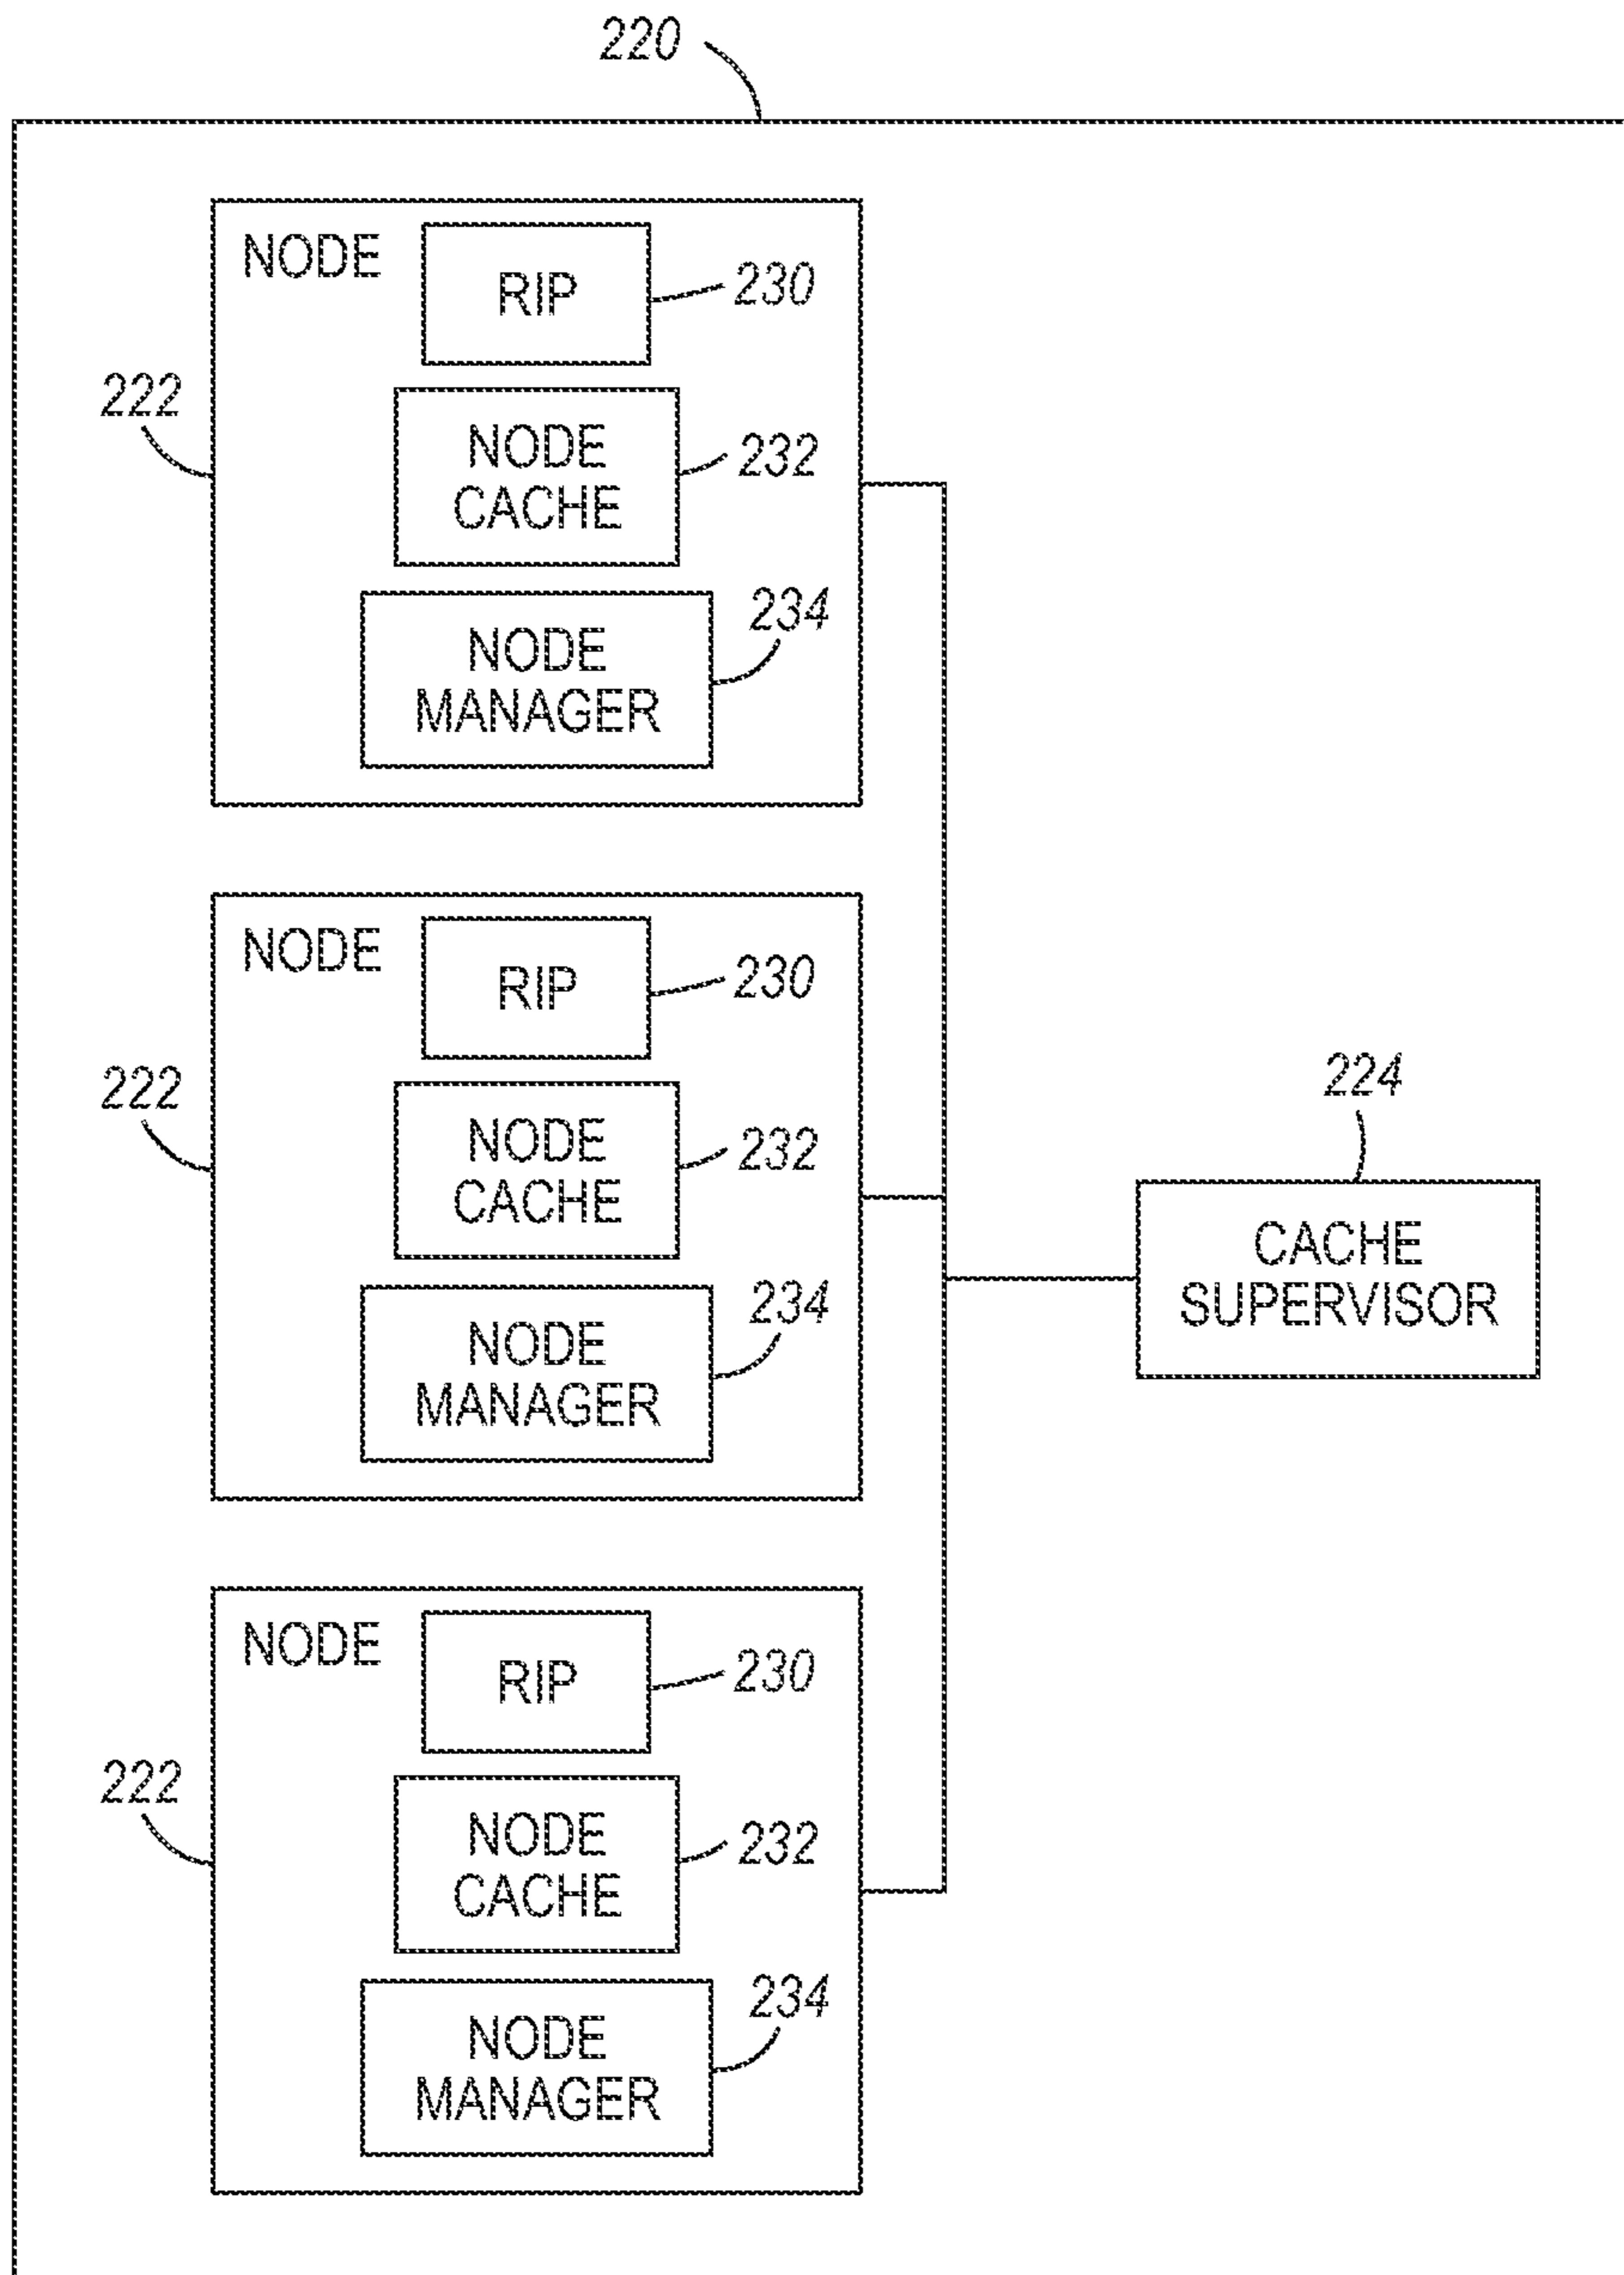 220
NODE
RIP
230
222
NODE
CACHE
232
234
NODE
MANAGER
NODE
RIP
230
222
NODE
CACHE
232
234
NODE
MANAGER
224
CACHE
SUPERVISOR
NODE
RIP
230
222
NODE
CACHE
232
234
NODE
MANAGER